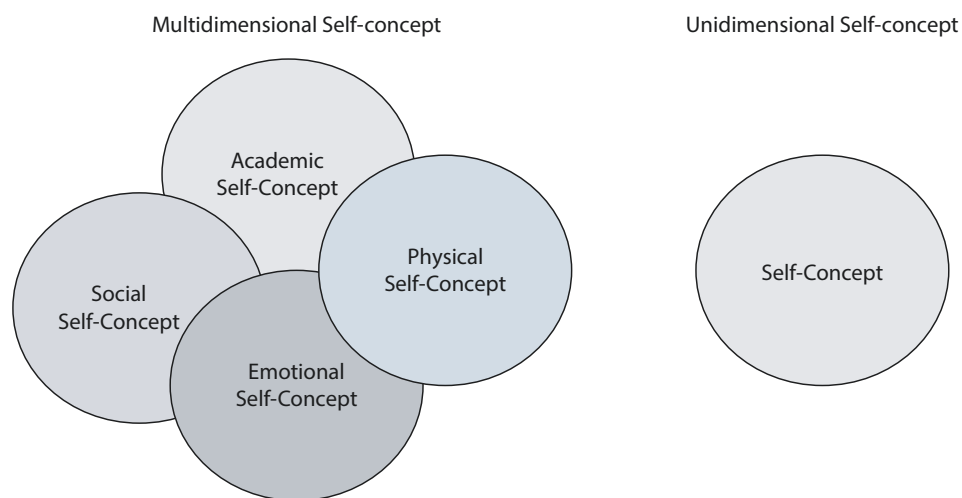 Multidimensional Self-concept
Unidimensional Self-concept
Academic
Self-Concept
Physical
Self-Concept
Social
Self-Concept
Emotional
Self-Concept
Self-Concept